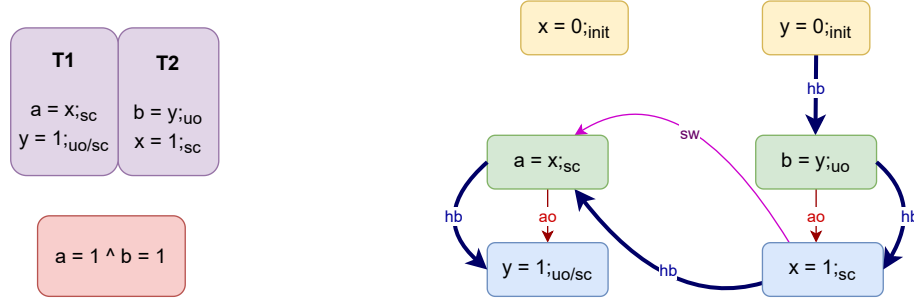 T1
a = x;sc
y = 1;uo/sc
T2
b = y;uo
x = 1;sc
a = 1 ^ b = 1
x = 0;init
y = 0;init
hb
sw
a = x;sc
b = y;uo
hb
ao
ao
hb
y = 1;uo/sc
hb
x = 1;sc